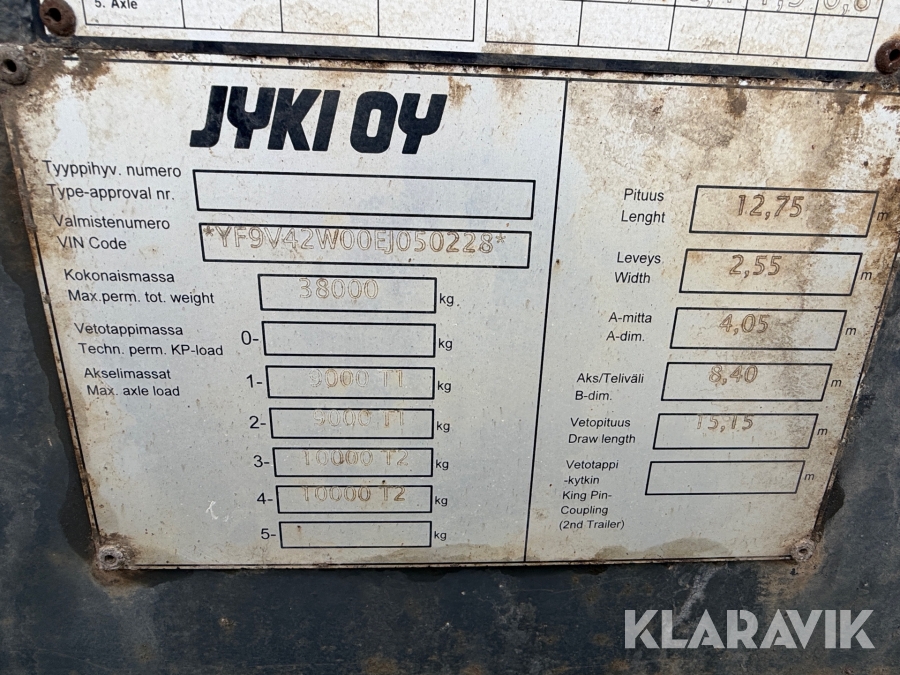 5. Axle
JYKI OY
Tyyppihyv. numero
Type-approval nr.
Valmistenumero
VIN Code
*YF9V42W00EJ050228*
Kokonaismassa
Max.perm. tot. weight
38000 kg
Vetotappimassa
Techn. perm. KP-load
0- kg
Akselimassat
Max. axle load
1- 9000 T1 kg
2- 9000 T1 kg
3- 10000 T2 kg
4- 10000 T2 kg
5- kg
Pituus
Lenght
12,75 m
Leveys
Width
2,55 m
A-mitta
A-dim.
4,05 m
Aks/Teliväli
B-dim.
8,40 m
Vetopituus
Draw length
15,15 m
Vetotappi
-kytkin
King Pin-
Coupling
(2nd Trailer)
m
KLARAVIK